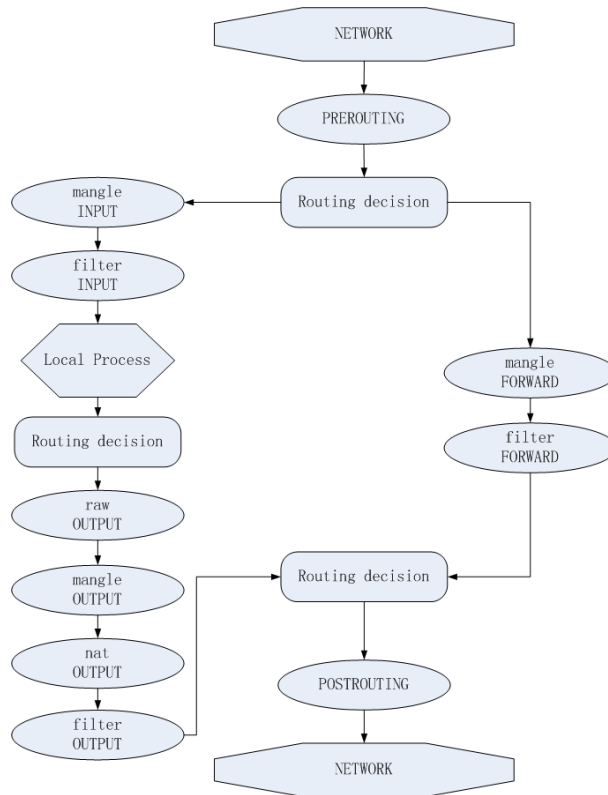 NETWORK
PREROUTING
Routing decision
mangle
INPUT
filter
INPUT
Local Process
Routing decision
raw
OUTPUT
mangle
OUTPUT
nat
OUTPUT
filter
OUTPUT
mangle
FORWARD
filter
FORWARD
Routing decision
POSTROUTING
NETWORK